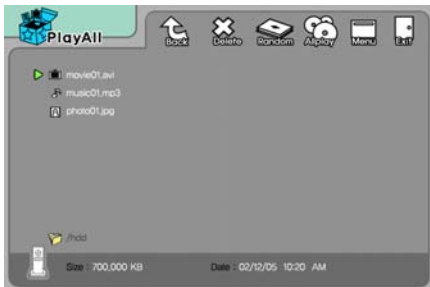 PlayAll
Back Delete Random Allplay Menu Exit
movie01.avi
music01.mp3
photo01.jpg
/hdd
Size : 700,000 KB Date : 02/12/05 10:20 AM